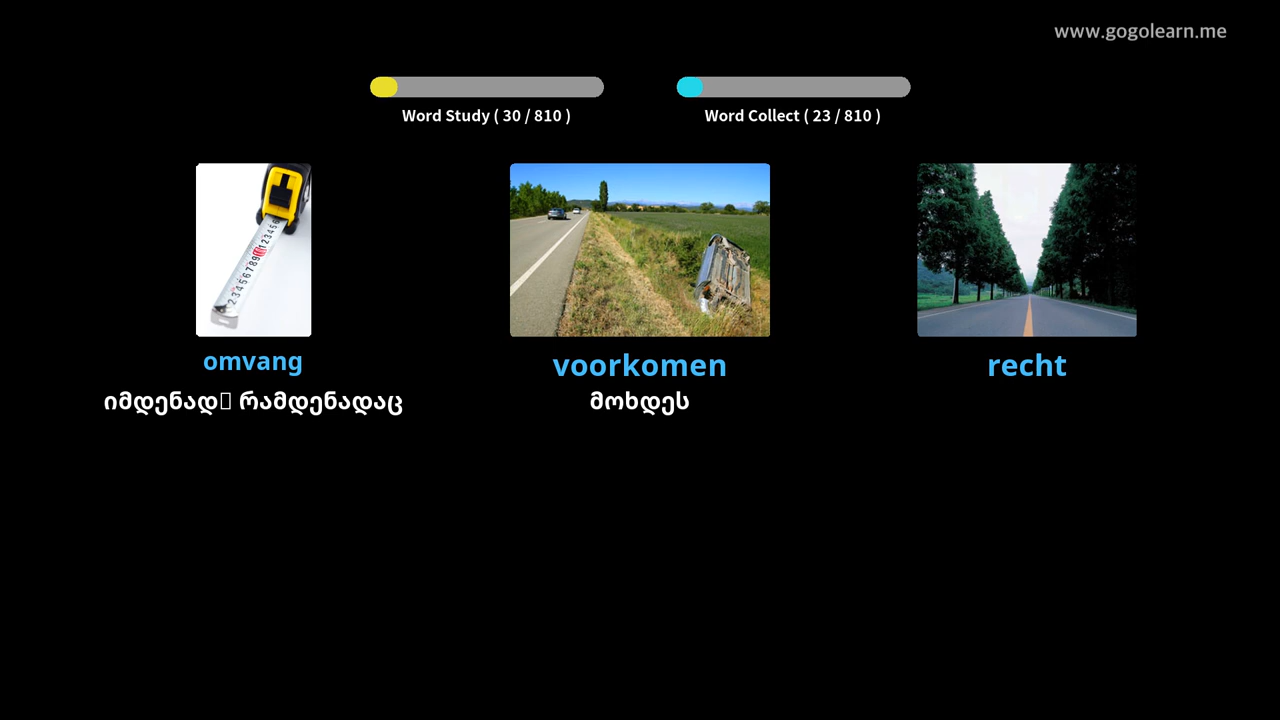 www.gogolearn.me
Word Study ( 30 / 810 )
Word Collect ( 23 / 810 )
omvang
იმდენად რამდენადაც
voorkomen
მოხდეს
recht